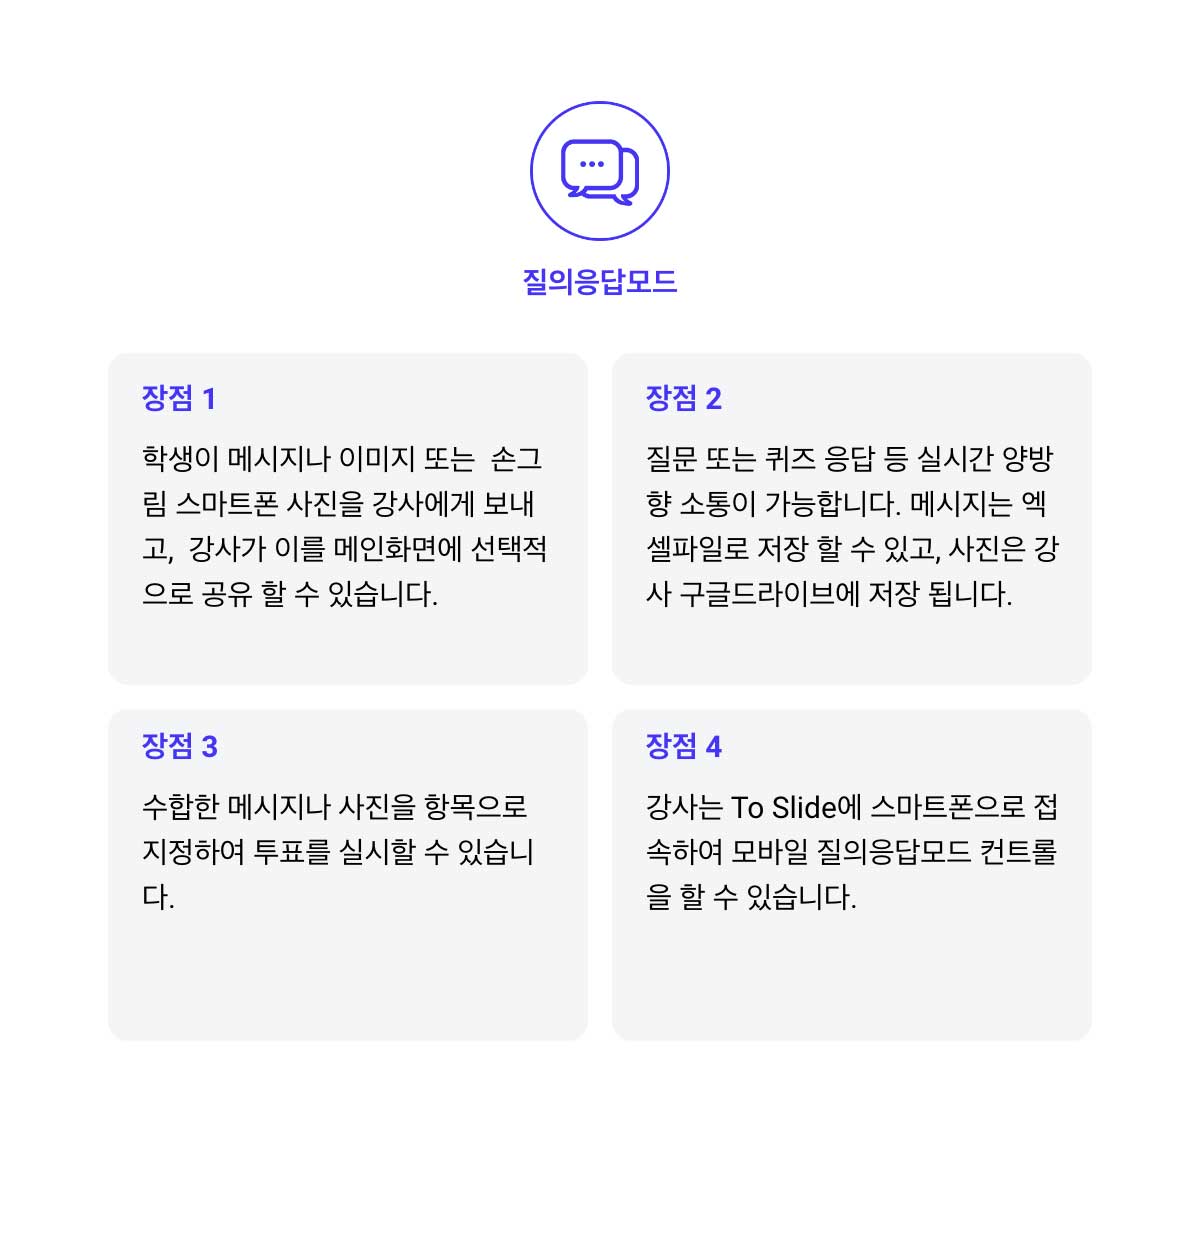 질의응답모드
장점 1
학생이 메시지나 이미지 또는  손그
림 스마트폰 사진을 강사에게 보내
고,  강사가 이를 메인화면에 선택적
으로 공유 할 수 있습니다.
장점 2
질문 또는 퀴즈 응답 등 실시간 양방
향 소통이 가능합니다. 메시지는 엑
셀파일로 저장 할 수 있고, 사진은 강
사 구글드라이브에 저장 됩니다.
장점 3
수합한 메시지나 사진을 항목으로
지정하여 투표를 실시할 수 있습니
다.
장점 4
강사는 To Slide에 스마트폰으로 접
속하여 모바일 질의응답모드 컨트롤
을 할 수 있습니다.